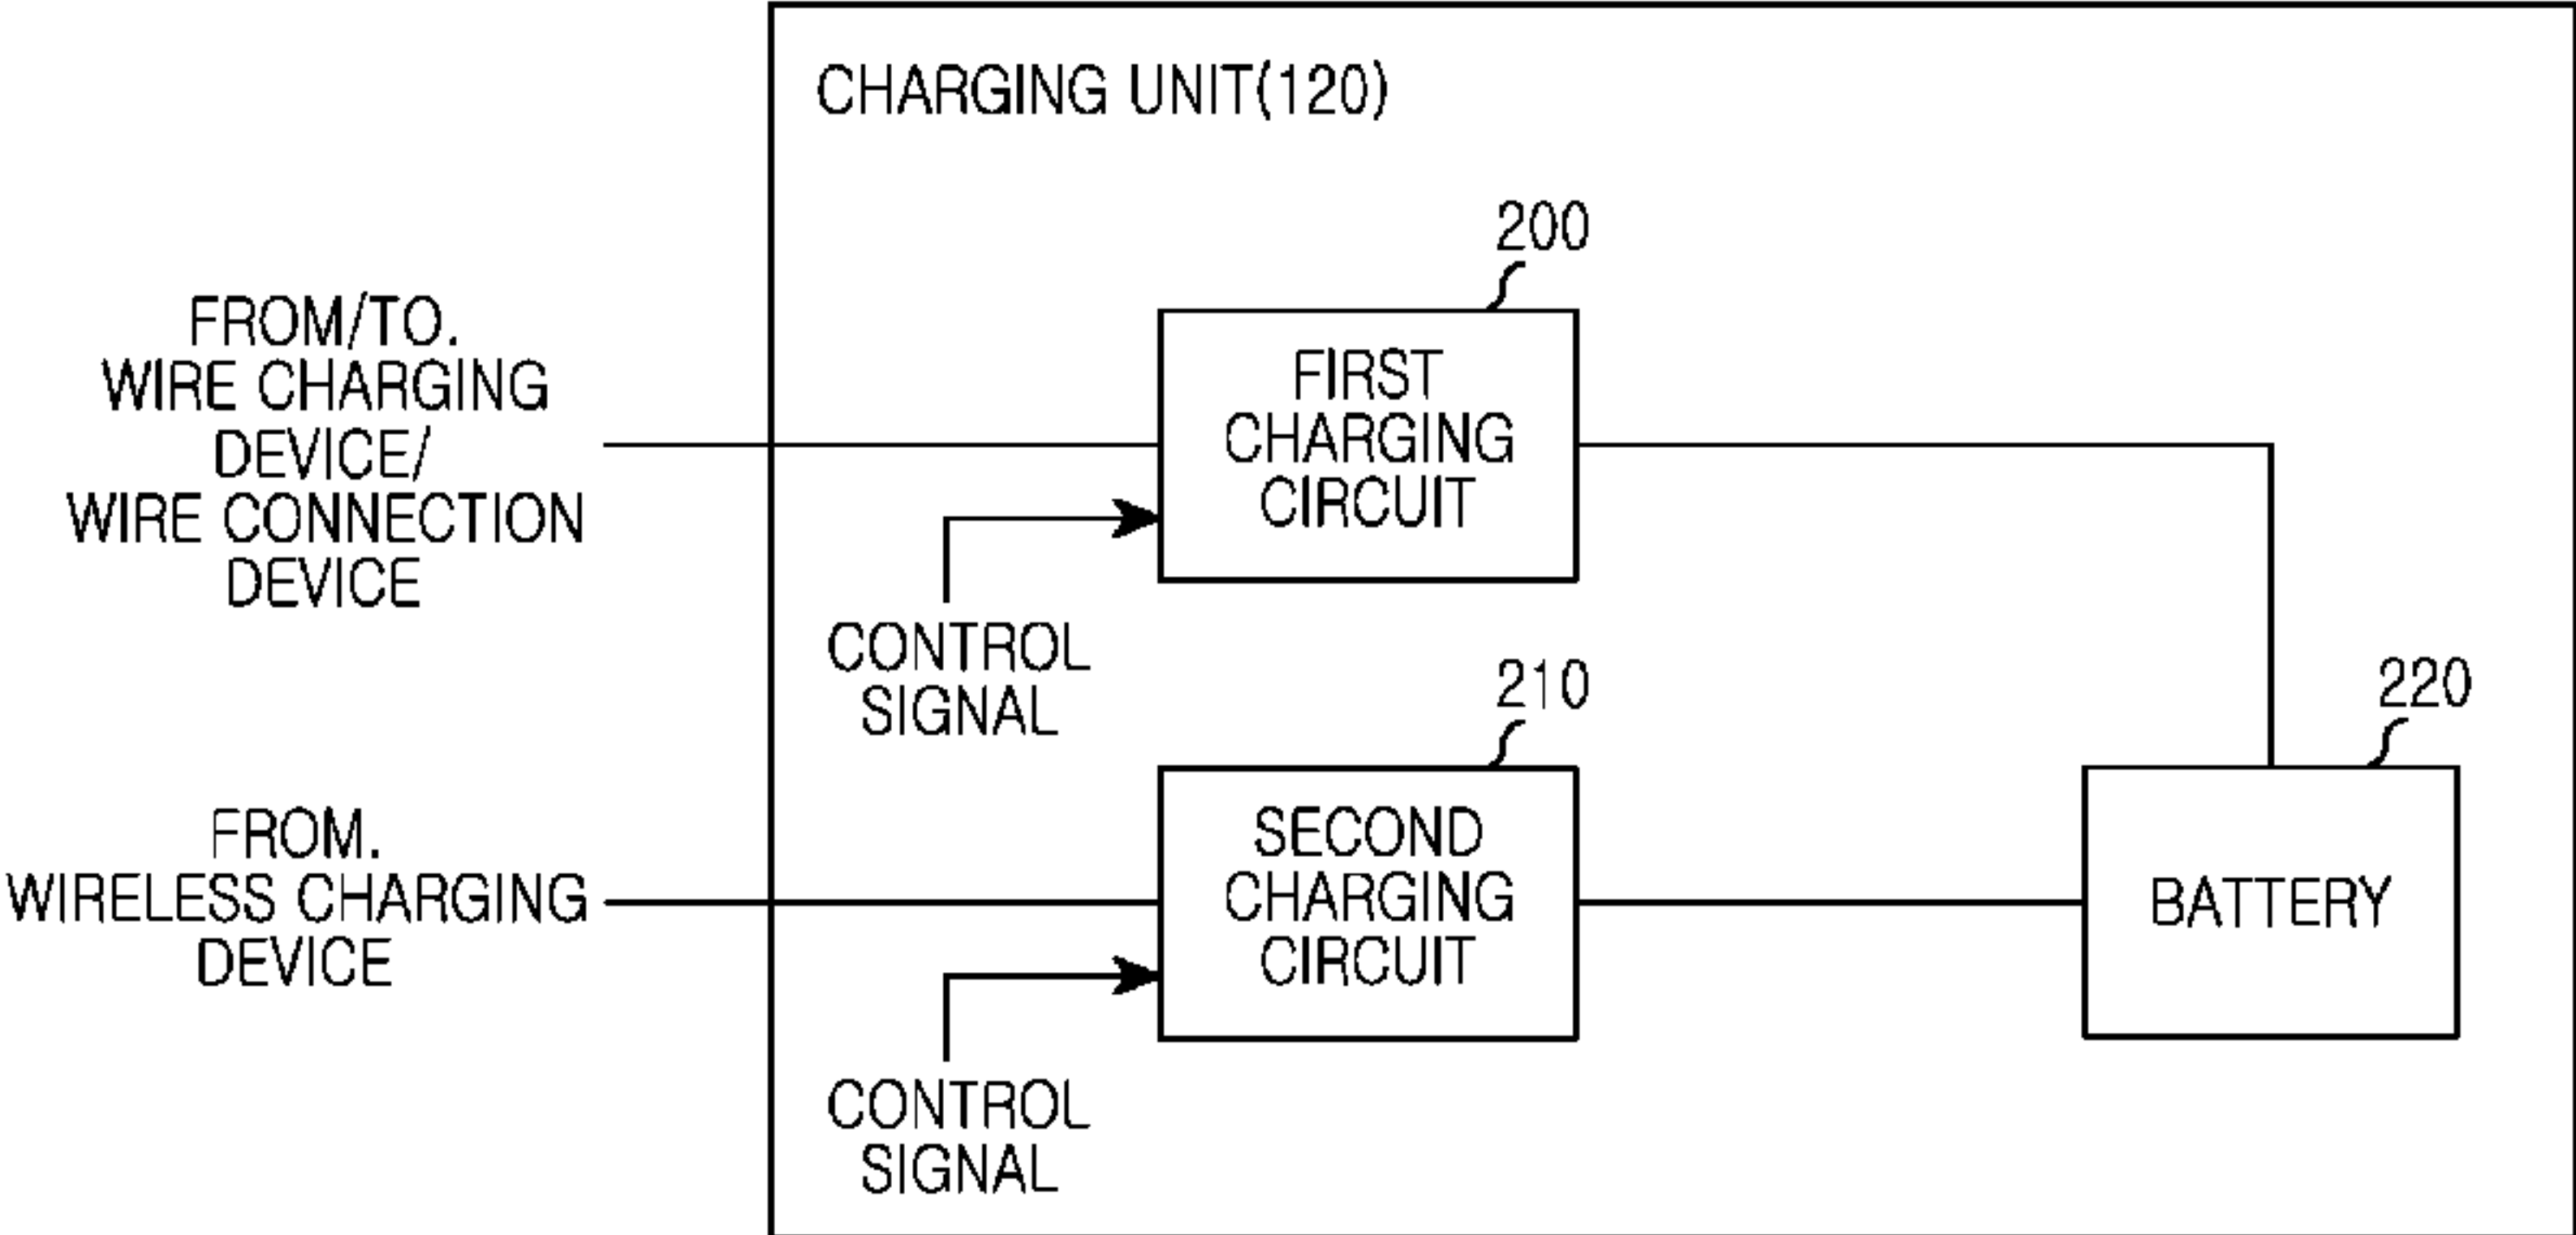 CHARGING UNIT(120)
200
FROM/TO.
WIRE CHARGING
DEVICE/
WIRE CONNECTION
DEVICE
FIRST
CHARGING
CIRCUIT
CONTROL
SIGNAL
210
220
FROM.
WIRELESS CHARGING
DEVICE
SECOND
CHARGING
CIRCUIT
BATTERY
CONTROL
SIGNAL